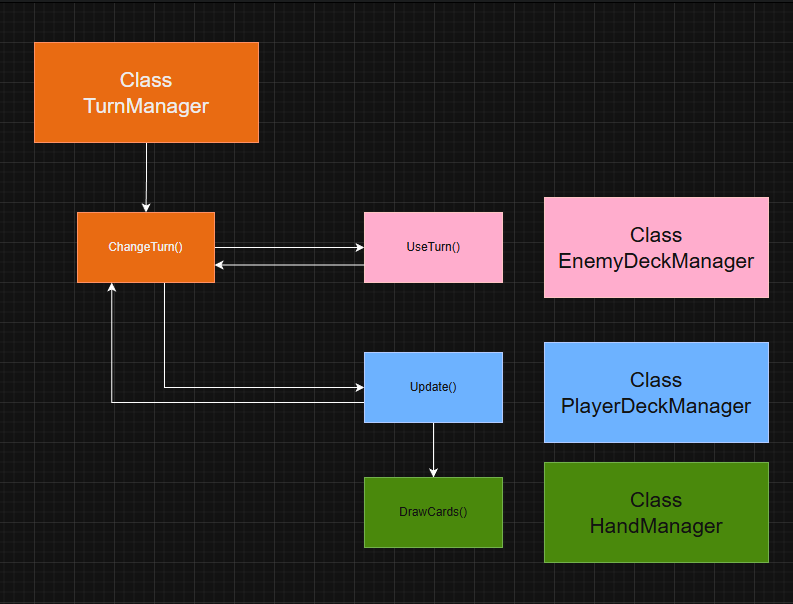 Class
TurnManager
ChangeTurn()
UseTurn()
Class
EnemyDeckManager
Update()
Class
PlayerDeckManager
DrawCards()
Class
HandManager